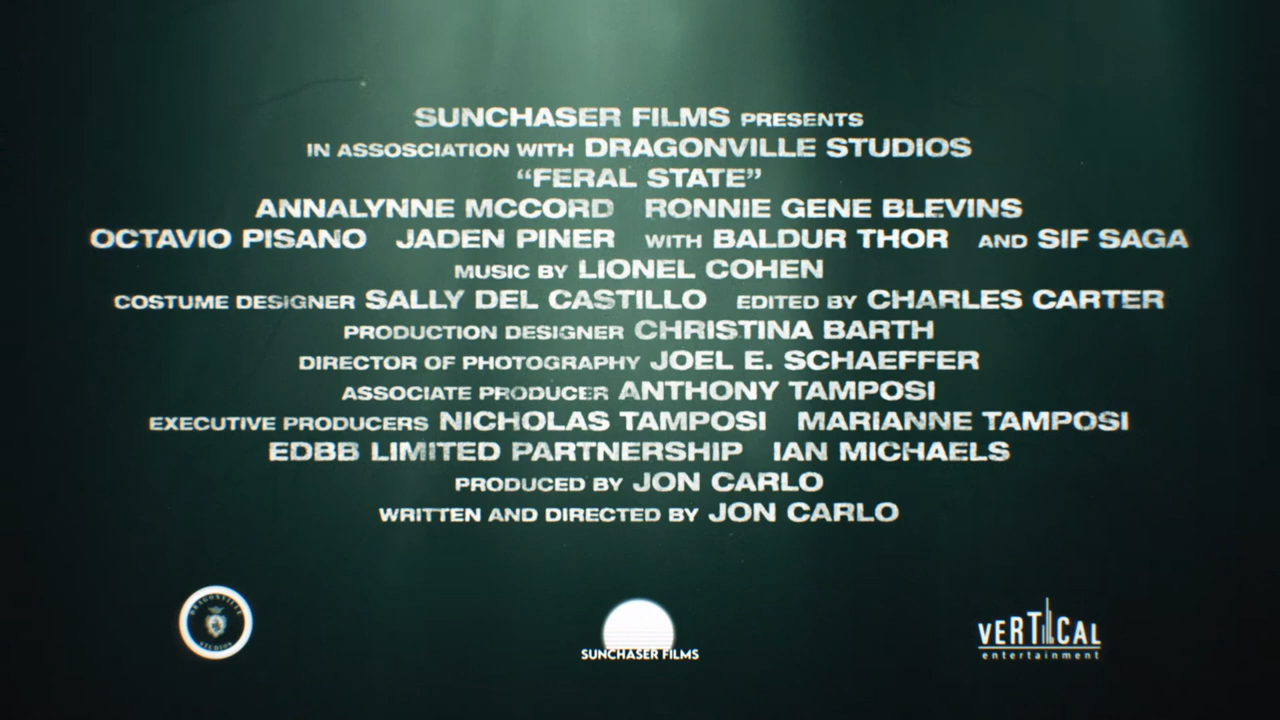 SUNCHASER FILMS PRESENTS
IN ASSOSCIATION WITH DRAGONVILLE STUDIOS
“FERAL STATE”
ANNALYNNE MCCORD RONNIE GENE BLEVINS
OCTAVIO PISANO JADEN PINER WITH BALDUR THOR AND SIF SAGA
MUSIC BY LIONEL COHEN
COSTUME DESIGNER SALLY DEL CASTILLO EDITED BY CHARLES CARTER
PRODUCTION DESIGNER CHRISTINA BARTH
DIRECTOR OF PHOTOGRAPHY JOEL E. SCHAEFFER
ASSOCIATE PRODUCER ANTHONY TAMPOSI
EXECUTIVE PRODUCERS NICHOLAS TAMPOSI MARIANNE TAMPOSI
EDBB LIMITED PARTNERSHIP IAN MICHAELS
PRODUCED BY JON CARLO
WRITTEN AND DIRECTED BY JON CARLO
DRAGONVILLE
STUDIOS
SUNCHASER FILMS
VERTICAL
entertainment